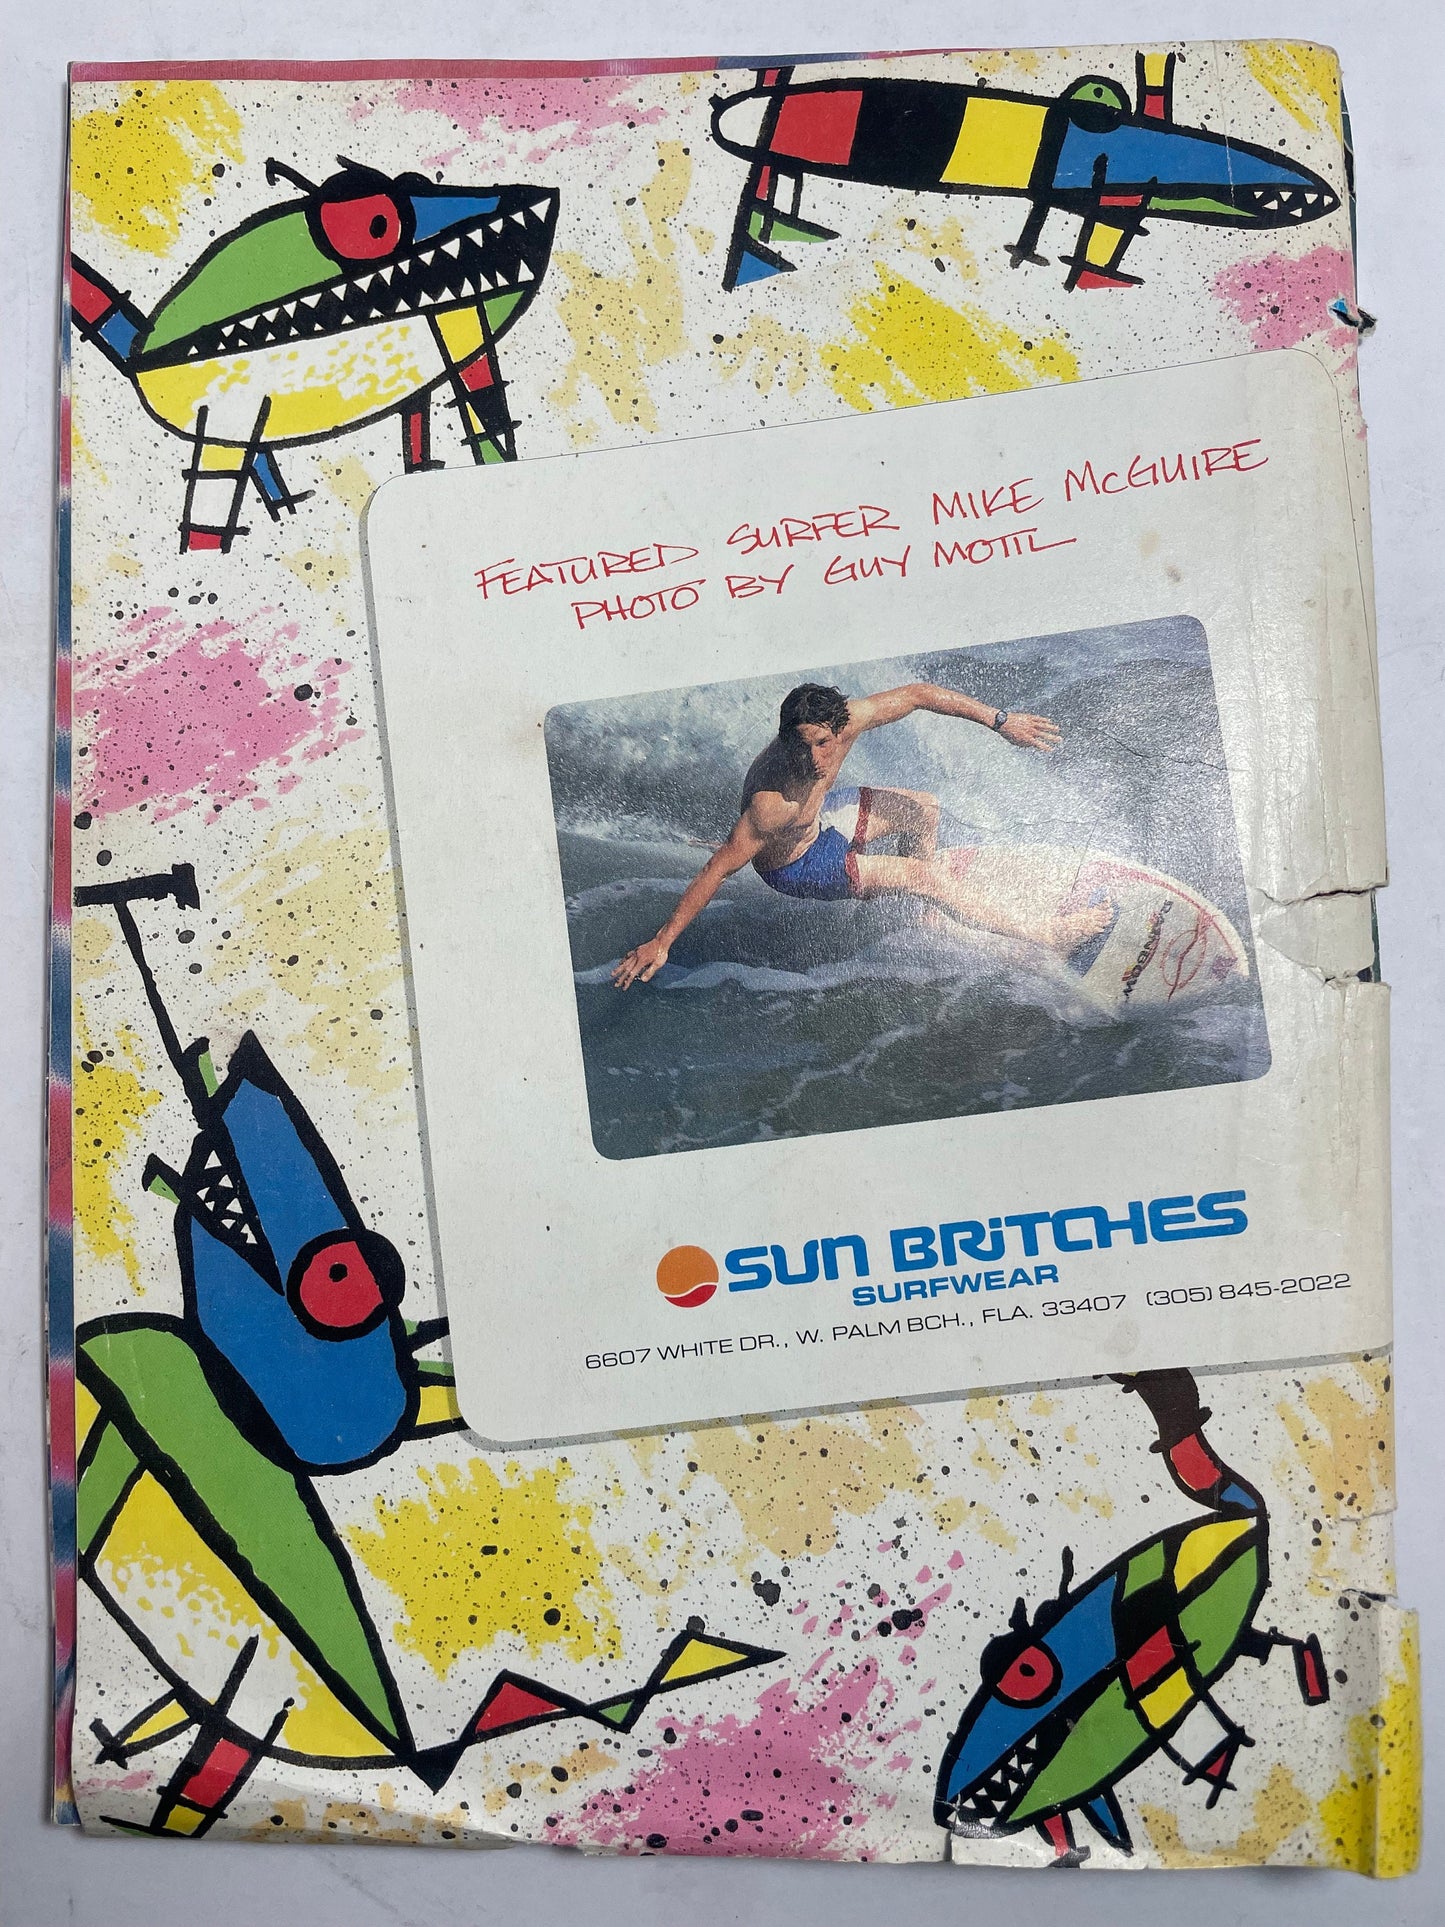 FEATURED SURFER MIKE McGUIRE
PHOTO BY GUY MOTIL
RAINBOW
SUN BRiTCHES
SURFWEAR
6607 WHITE DR., W. PALM BCH., FLA. 33407 (305) 845-2022